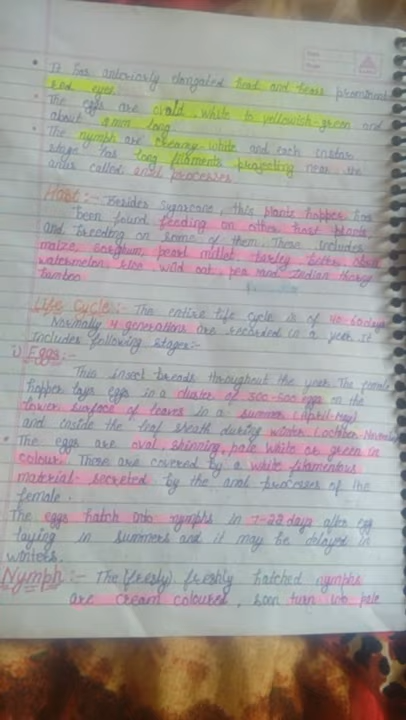 • It has anteriorly elongated head and bears prominent
red eyes.
• The eggs are ovald, white to yellowish-green and
about 1mm long
• The nymph are creamy white and each instar
stage has long filaments projecting near the
anus called anal processes.
Host:- Besides sugarcane, this plants hopper has
been found feeding on other host plants,
and breeding on some of them. These includes
maize, sorghum, pearl millet, barley,
watermelon, rice, wild oat, pea and Indian
bamboo
Life Cycle:- The entire life cycle is of 40-60 days
Normally 4 generations are recorded in a year. It
includes following stages:-
i) Eggs:-
This insect breeds throughout the year. The female
hopper lays eggs in a cluster of 300-500 eggs on the
lower surface of leaves in a summer (April-May)
and inside the leaf sheath during winter (October-November)
• The eggs are oval, shinning, pale white or green in
colour. These are covered by a white filamentous
material secreted by the anal processes of the
female.
The eggs hatch into nymphs in 7-22 days after egg
laying in summers and it may be delayed in
winters.
Nymph:- The (fresly) freshly hatched nymphs
are cream coloured, soon turn into pale